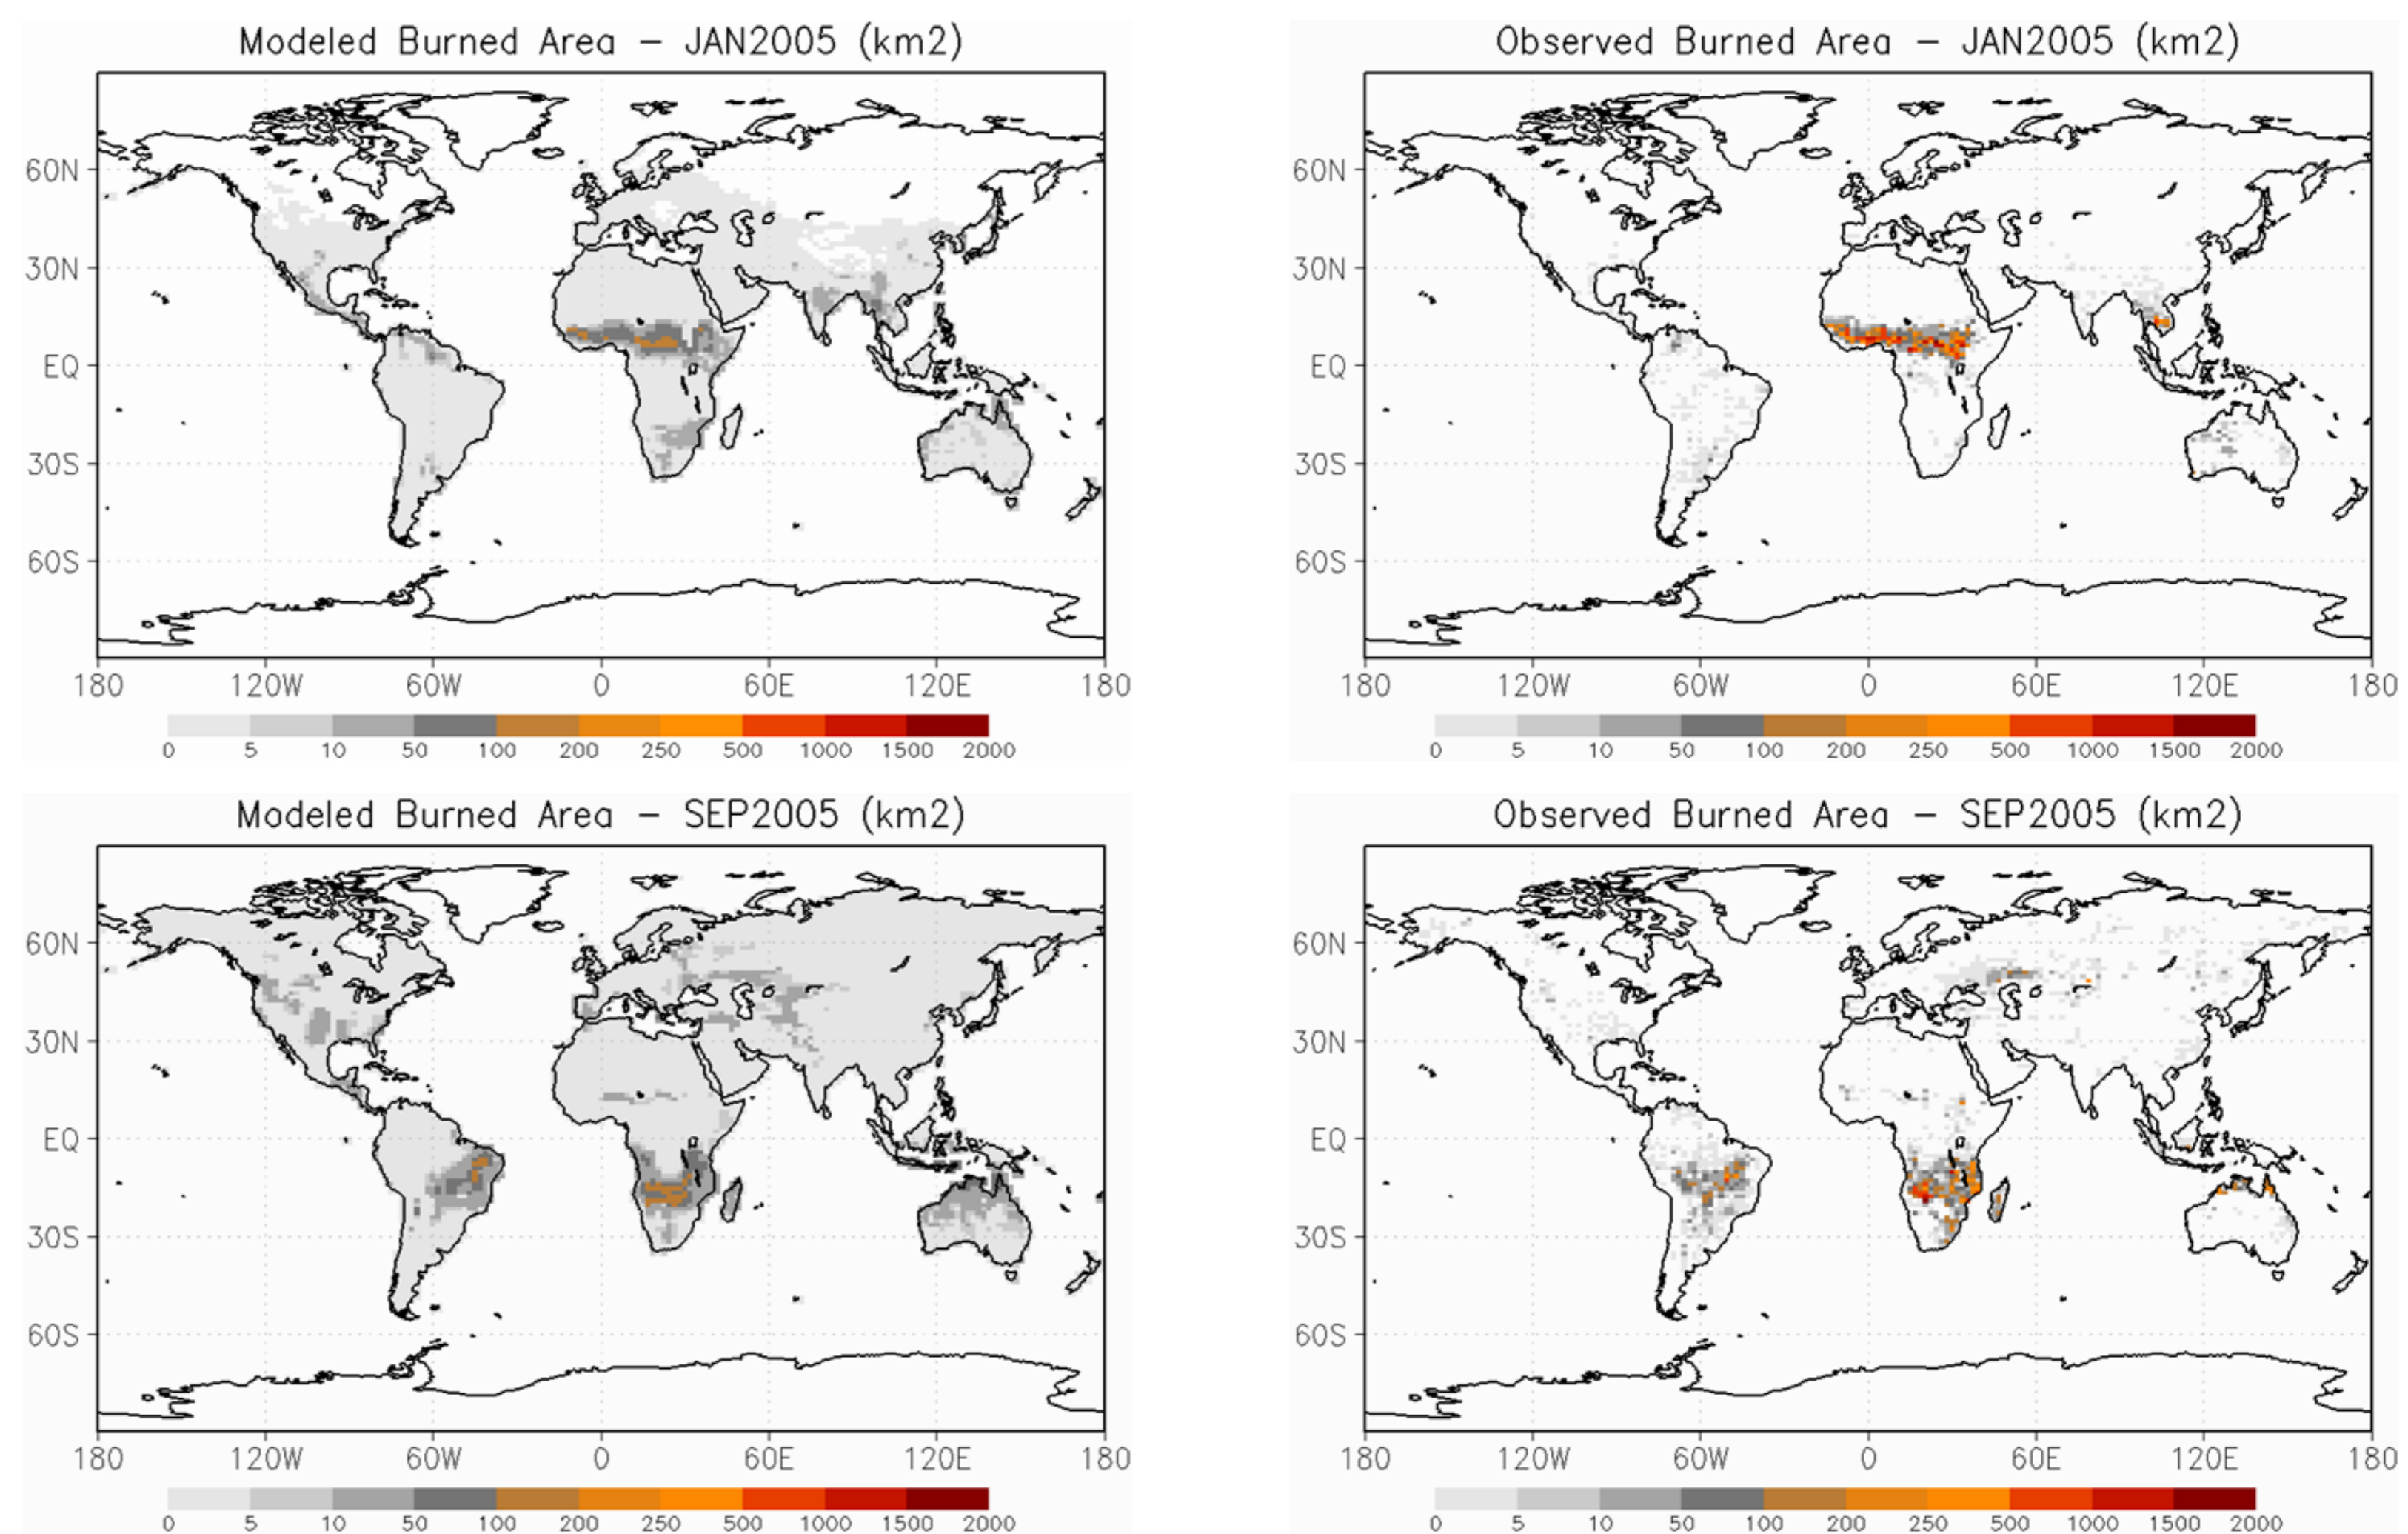 Modeled Burned Area – JAN2005 (km2)
60N
30N
EQ
30S
60S
180 120W 60W 0 60E 120E 180
0 5 10 50 100 200 250 500 1000 1500 2000
Observed Burned Area – JAN2005 (km2)
60N
30N
EQ
30S
60S
180 120W 60W 0 60E 120E 180
0 5 10 50 100 200 250 500 1000 1500 2000
Modeled Burned Area – SEP2005 (km2)
60N
30N
EQ
30S
60S
180 120W 60W 0 60E 120E 180
0 5 10 50 100 200 250 500 1000 1500 2000
Observed Burned Area – SEP2005 (km2)
60N
30N
EQ
30S
60S
180 120W 60W 0 60E 120E 180
0 5 10 50 100 200 250 500 1000 1500 2000